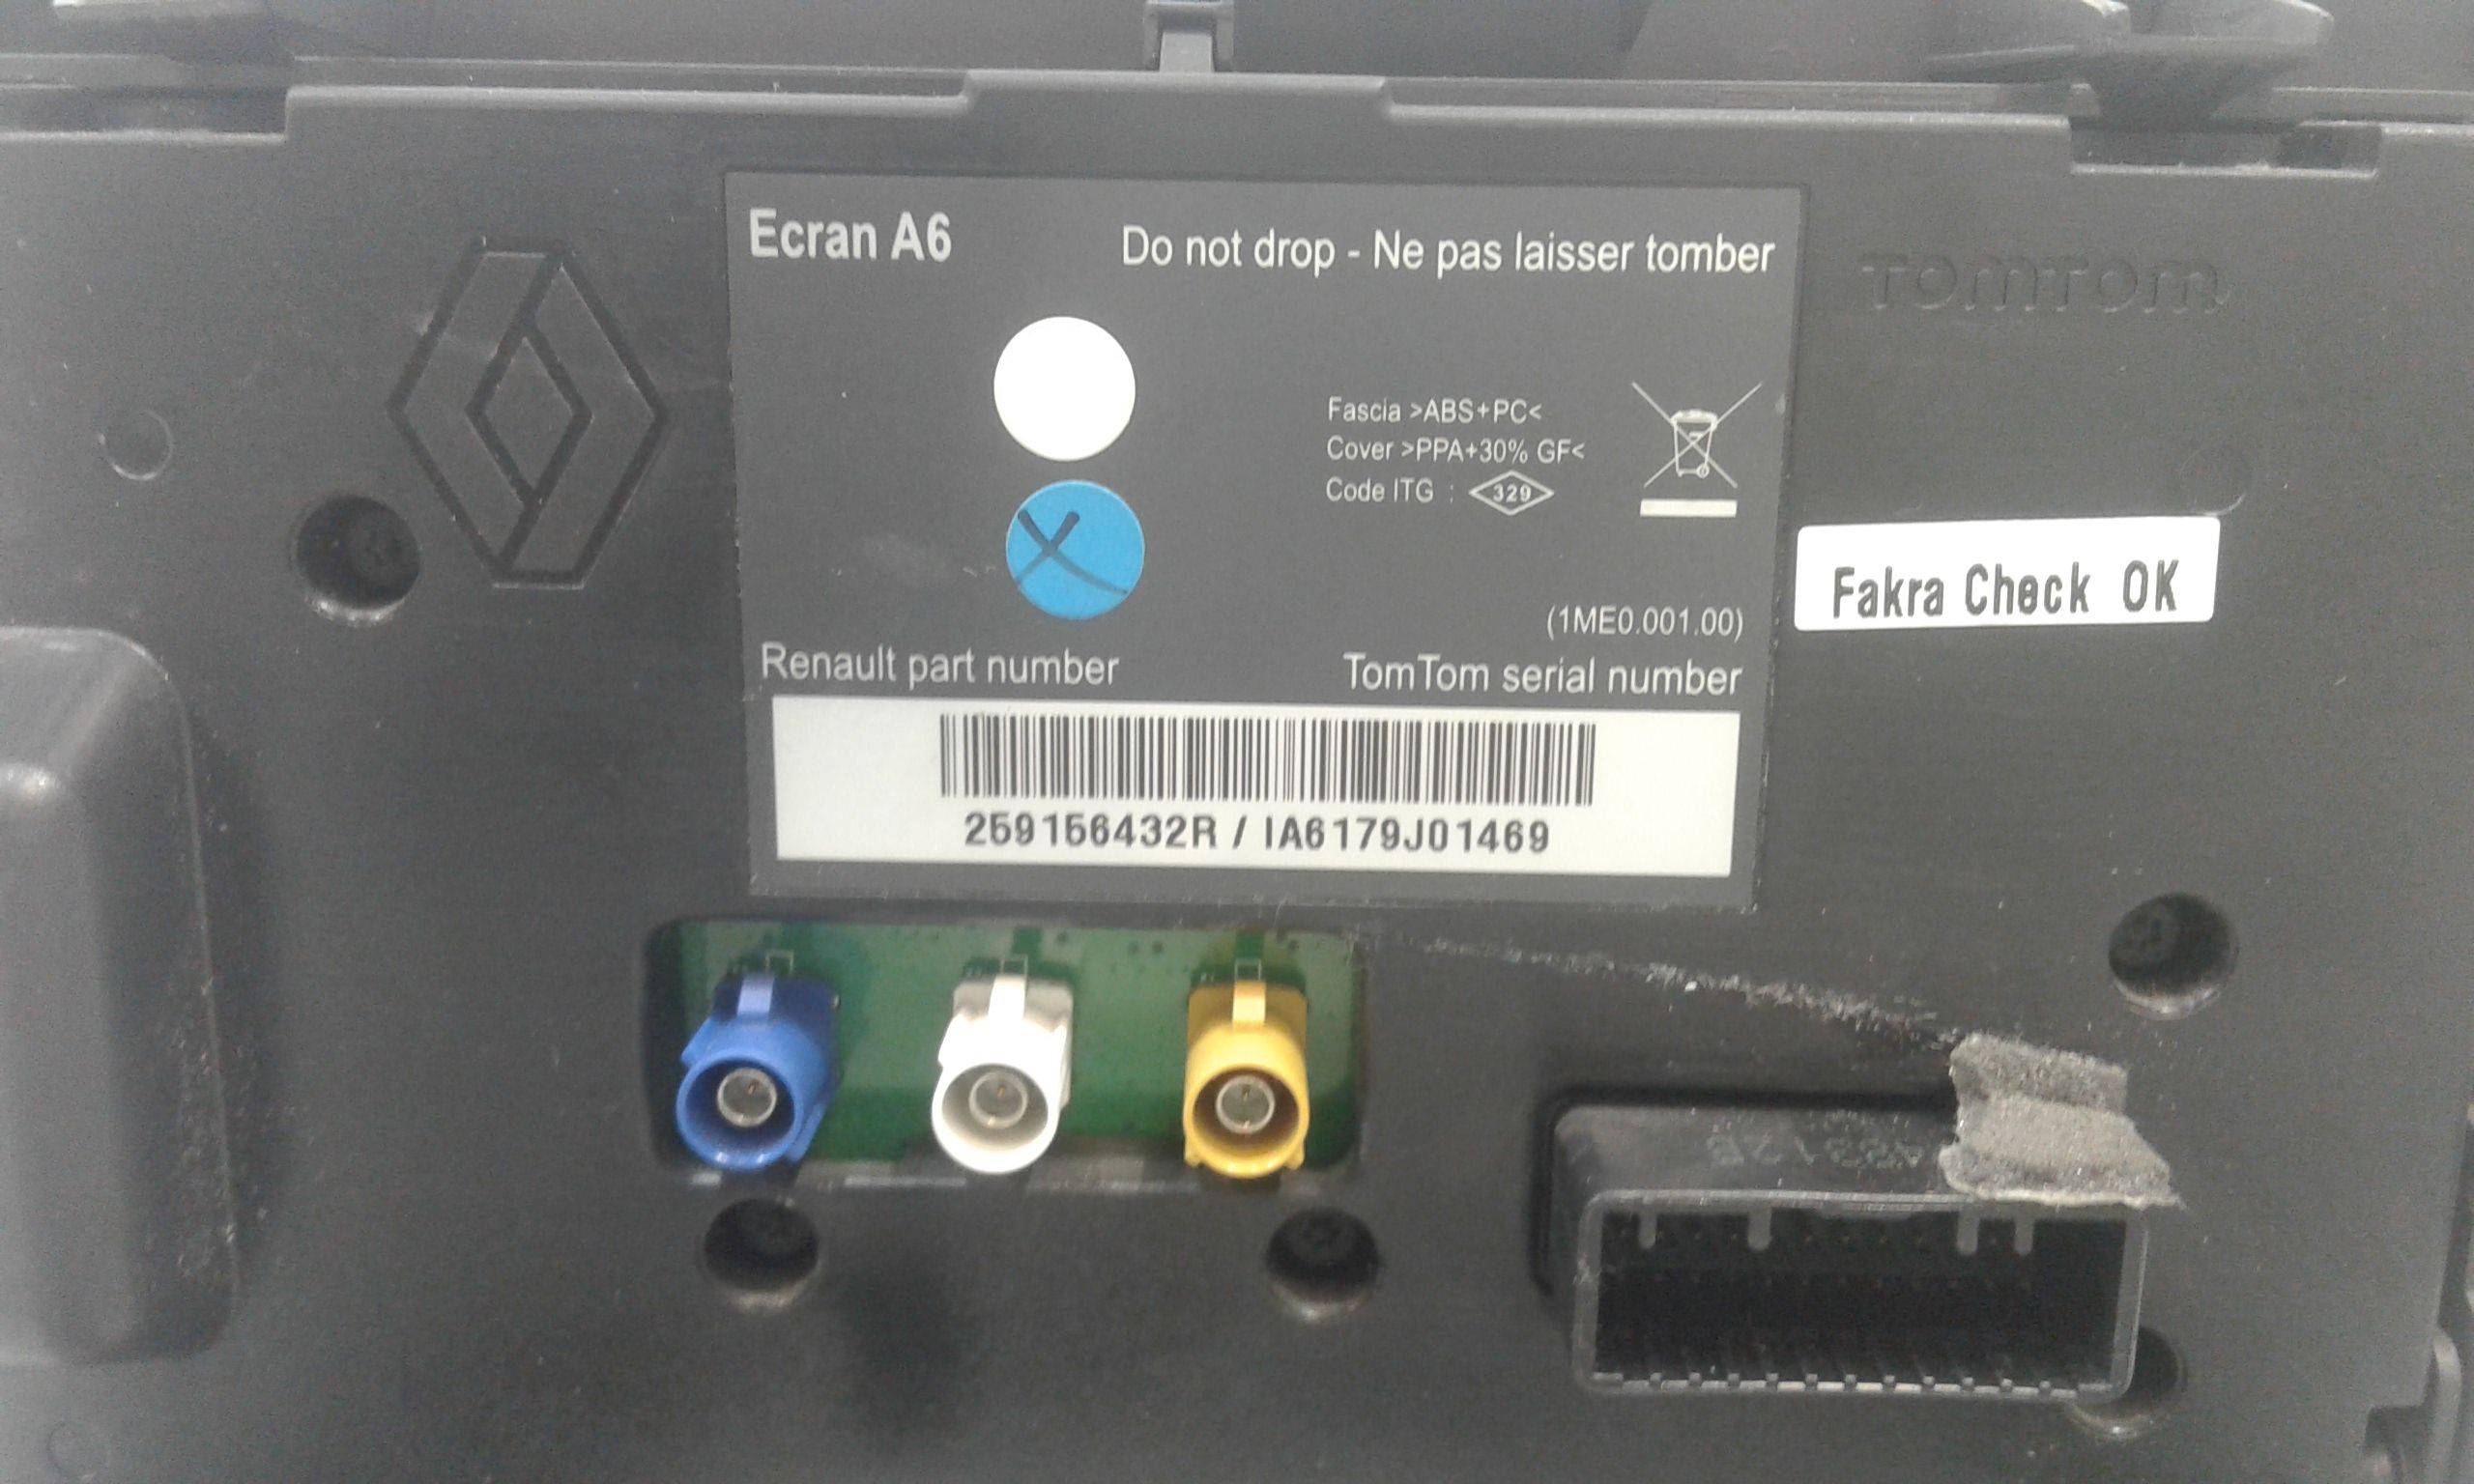 Ecran A6
Do not drop - Ne pas laisser tomber
TOMTOM
Fascia >ABS+PC<
Cover >PPA+30% GF<
Code ITG : 329
Fakra Check OK
(1ME0.001.00)
Renault part number
TomTom serial number
259156432R / IA6179J01469